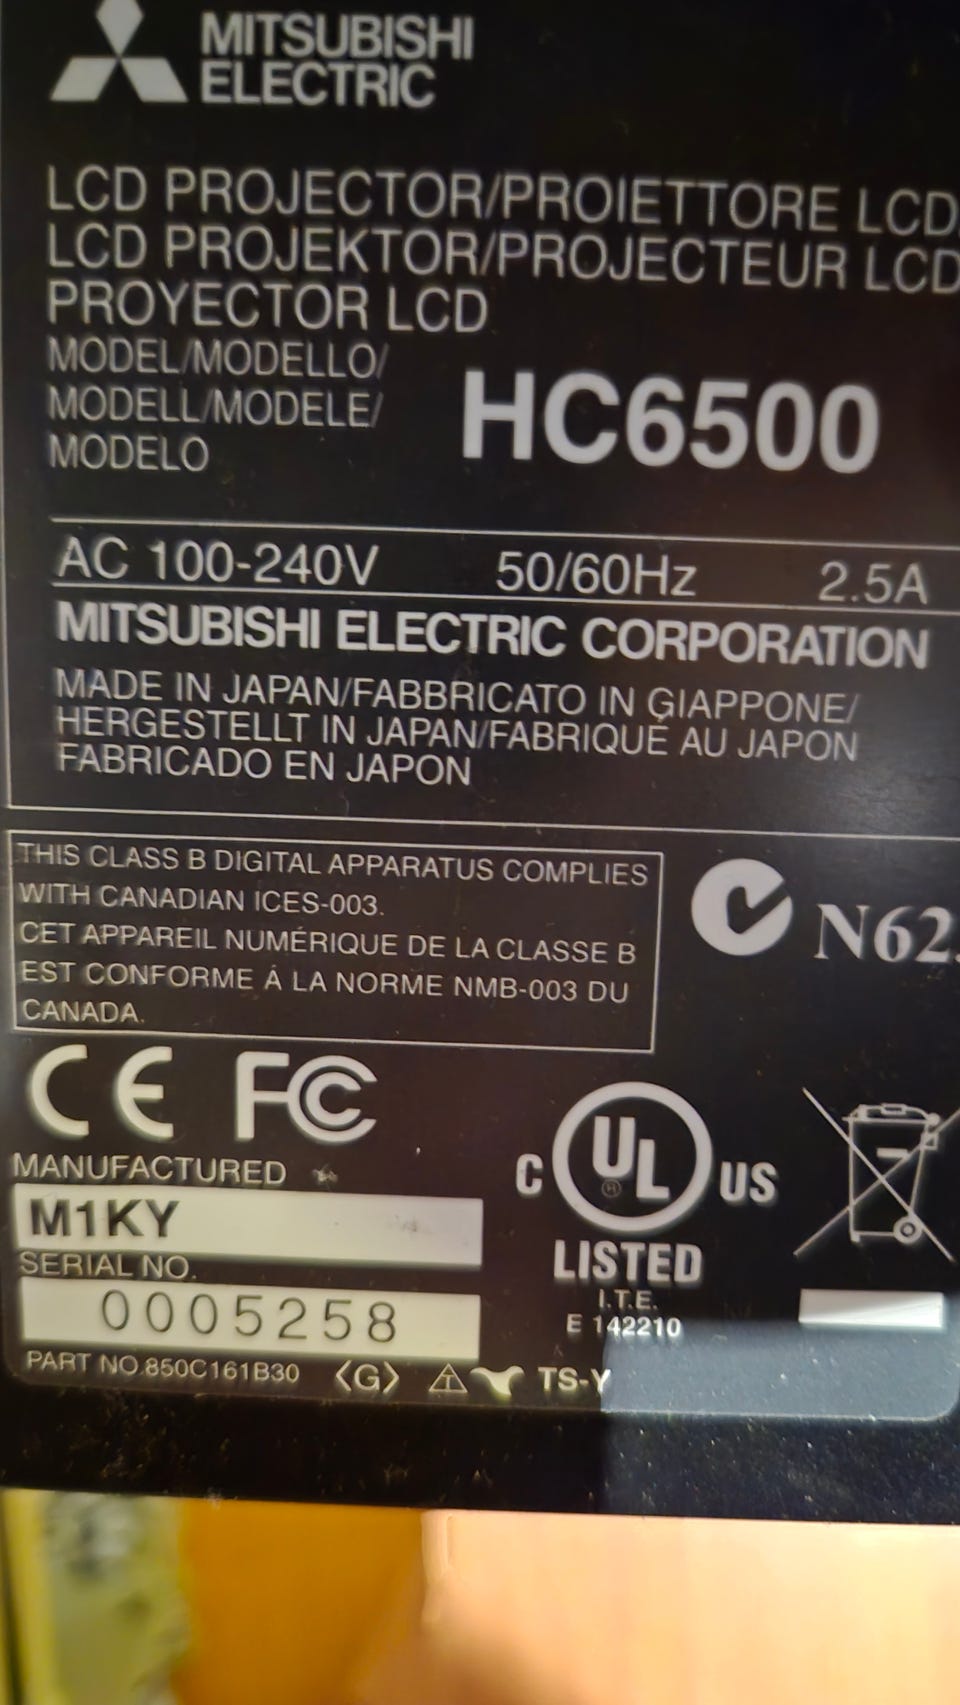 MITSUBISHI
ELECTRIC
LCD PROJECTOR/PROIETTORE LCD
LCD PROJEKTOR/PROJECTEUR LCD
PROYECTOR LCD
MODEL/MODELLO/
MODELL/MODELE/
MODELO
HC6500
AC 100-240V 50/60Hz 2.5A
MITSUBISHI ELECTRIC CORPORATION
MADE IN JAPAN/FABBRICATO IN GIAPPONE/
HERGESTELLT IN JAPAN/FABRIQUÉ AU JAPON
FABRICADO EN JAPON
THIS CLASS B DIGITAL APPARATUS COMPLIES
WITH CANADIAN ICES-003.
CET APPAREIL NUMÉRIQUE DE LA CLASSE B
EST CONFORME À LA NORME NMB-003 DU
CANADA.
N62
CE FC
C UL US
LISTED
I.T.E.
E 142210
MANUFACTURED
M1KY
SERIAL NO.
0005258
PART NO.850C161B30 <G> TS-Y